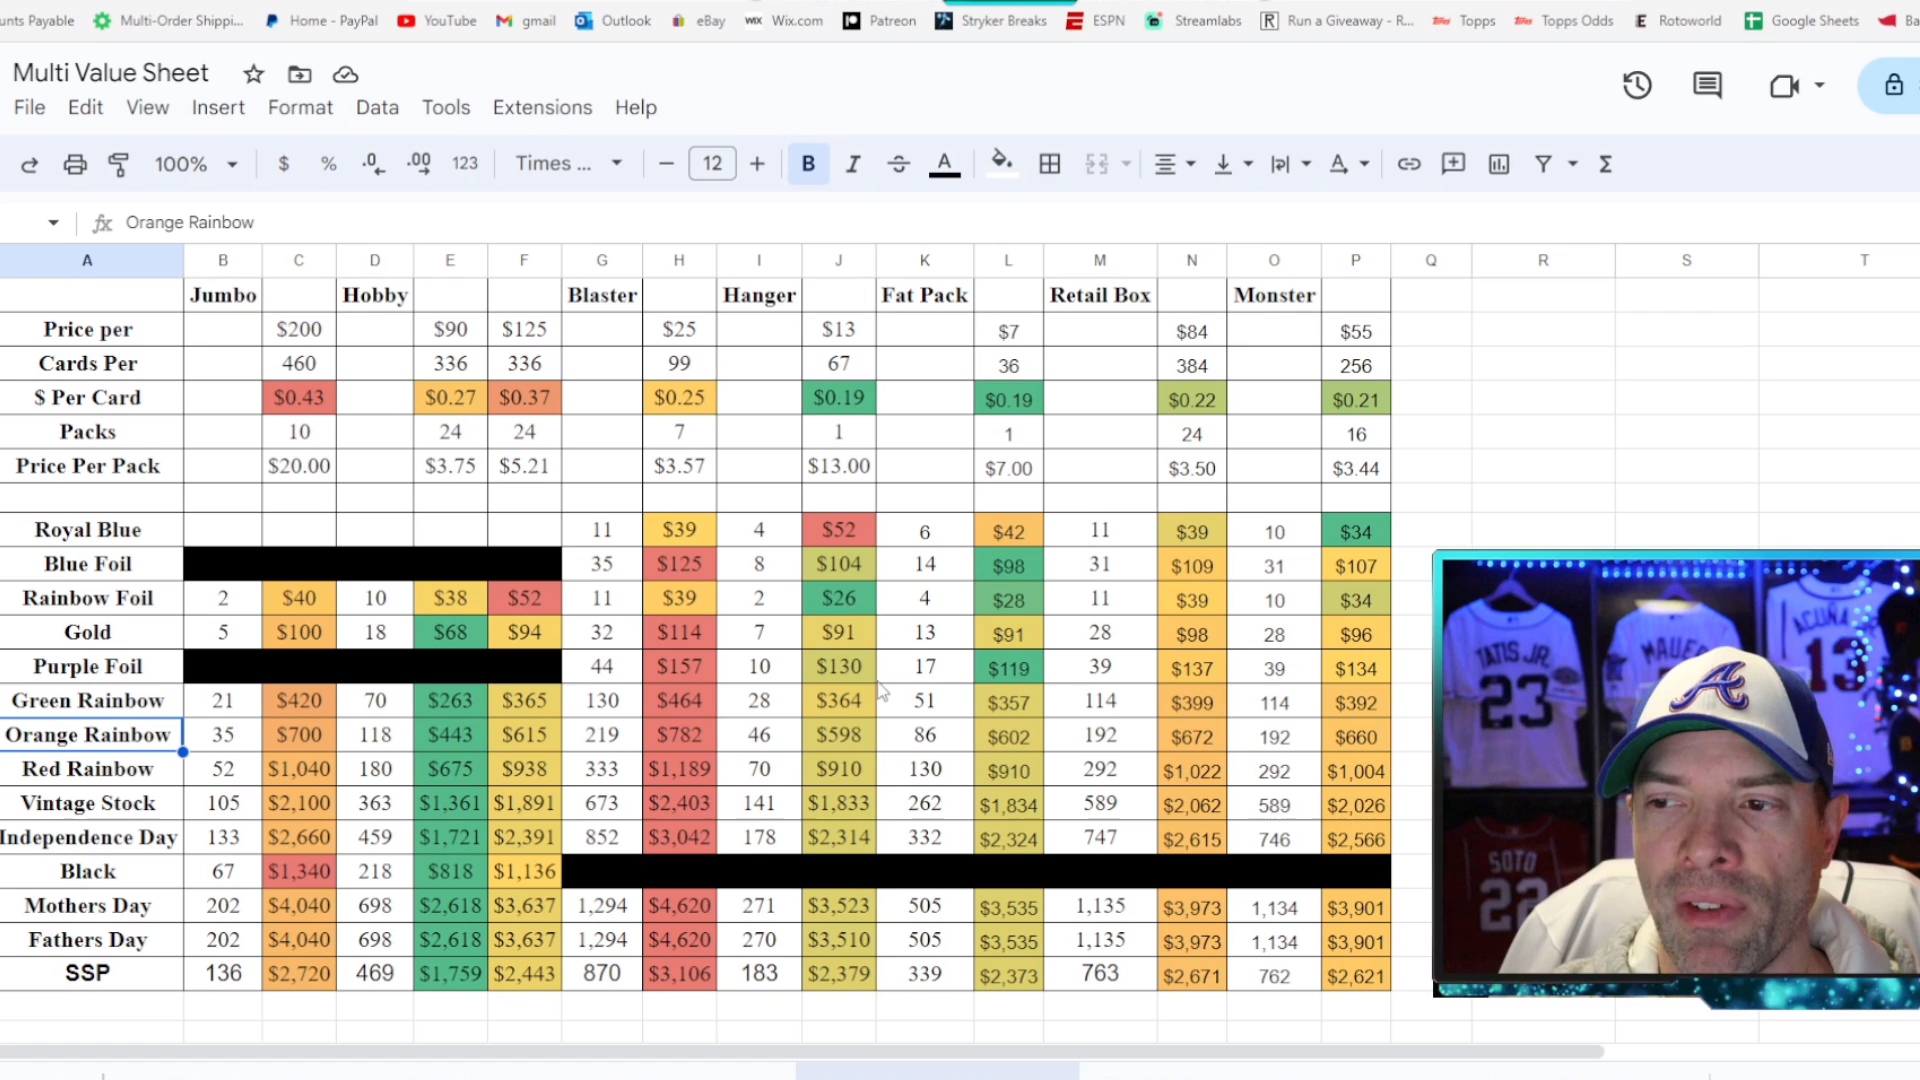 unts Payable Multi-Order Shippi... Home - PayPal YouTube gmail Outlook eBay WIX Wix.com Patreon Stryker Breaks ESPN Streamlabs R Run a Giveaway - R... Topps Topps Odds E Rotoworld Google Sheets Ba
Multi Value Sheet
File Edit View Insert Format Data Tools Extensions Help
100% $ % .0 .00 123 Times ... − 12 + B I A Σ
fx Orange Rainbow
A B C D E F G H I J K L M N O P Q R S T
Jumbo Hobby Blaster Hanger Fat Pack Retail Box Monster
Price per $200 $90 $125 $25 $13 $7 $84 $55
Cards Per 460 336 336 99 67 36 384 256
$ Per Card $0.43 $0.27 $0.37 $0.25 $0.19 $0.19 $0.22 $0.21
Packs 10 24 24 7 1 1 24 16
Price Per Pack $20.00 $3.75 $5.21 $3.57 $13.00 $7.00 $3.50 $3.44
Royal Blue 11 $39 4 $52 6 $42 11 $39 10 $34
Blue Foil 35 $125 8 $104 14 $98 31 $109 31 $107
Rainbow Foil 2 $40 10 $38 $52 11 $39 2 $26 4 $28 11 $39 10 $34
Gold 5 $100 18 $68 $94 32 $114 7 $91 13 $91 28 $98 28 $96
Purple Foil 44 $157 10 $130 17 $119 39 $137 39 $134
Green Rainbow 21 $420 70 $263 $365 130 $464 28 $364 51 $357 114 $399 114 $392
Orange Rainbow 35 $700 118 $443 $615 219 $782 46 $598 86 $602 192 $672 192 $660
Red Rainbow 52 $1,040 180 $675 $938 333 $1,189 70 $910 130 $910 292 $1,022 292 $1,004
Vintage Stock 105 $2,100 363 $1,361 $1,891 673 $2,403 141 $1,833 262 $1,834 589 $2,062 589 $2,026
Independence Day 133 $2,660 459 $1,721 $2,391 852 $3,042 178 $2,314 332 $2,324 747 $2,615 746 $2,566
Black 67 $1,340 218 $818 $1,136
Mothers Day 202 $4,040 698 $2,618 $3,637 1,294 $4,620 271 $3,523 505 $3,535 1,135 $3,973 1,134 $3,901
Fathers Day 202 $4,040 698 $2,618 $3,637 1,294 $4,620 270 $3,510 505 $3,535 1,135 $3,973 1,134 $3,901
SSP 136 $2,720 469 $1,759 $2,443 870 $3,106 183 $2,379 339 $2,373 763 $2,671 762 $2,621
TATIS JR.
23
MAUER
ACUÑA
13
A
SOTO
22